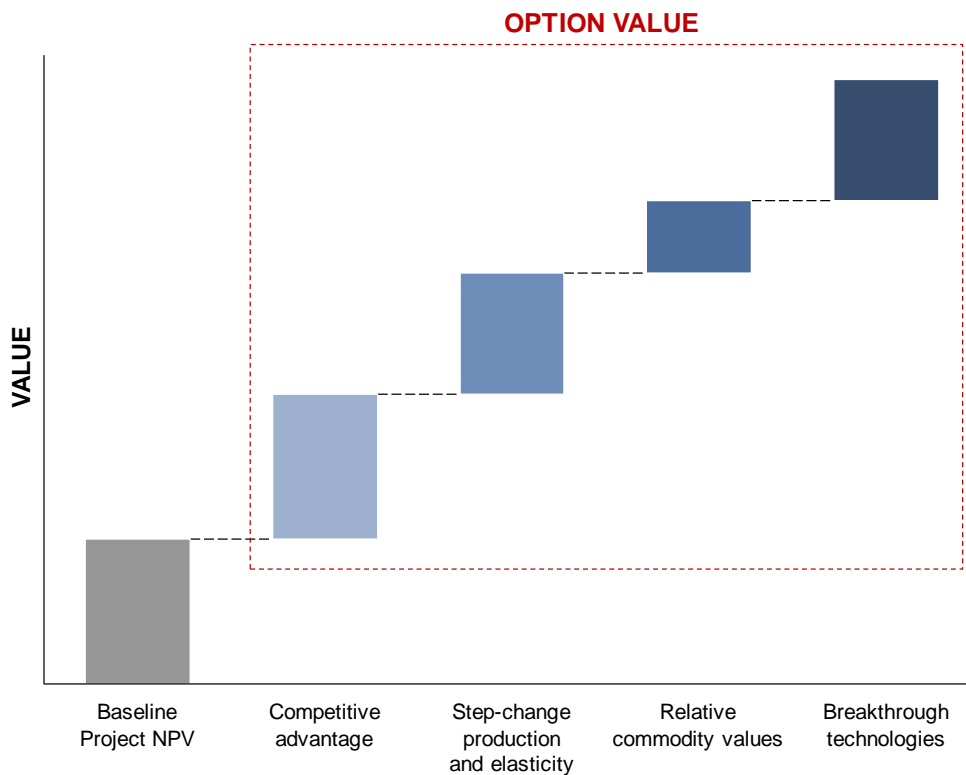 OPTION VALUE
VALUE
Baseline
Project NPV
Competitive
advantage
Step-change
production
and elasticity
Relative
commodity values
Breakthrough
technologies